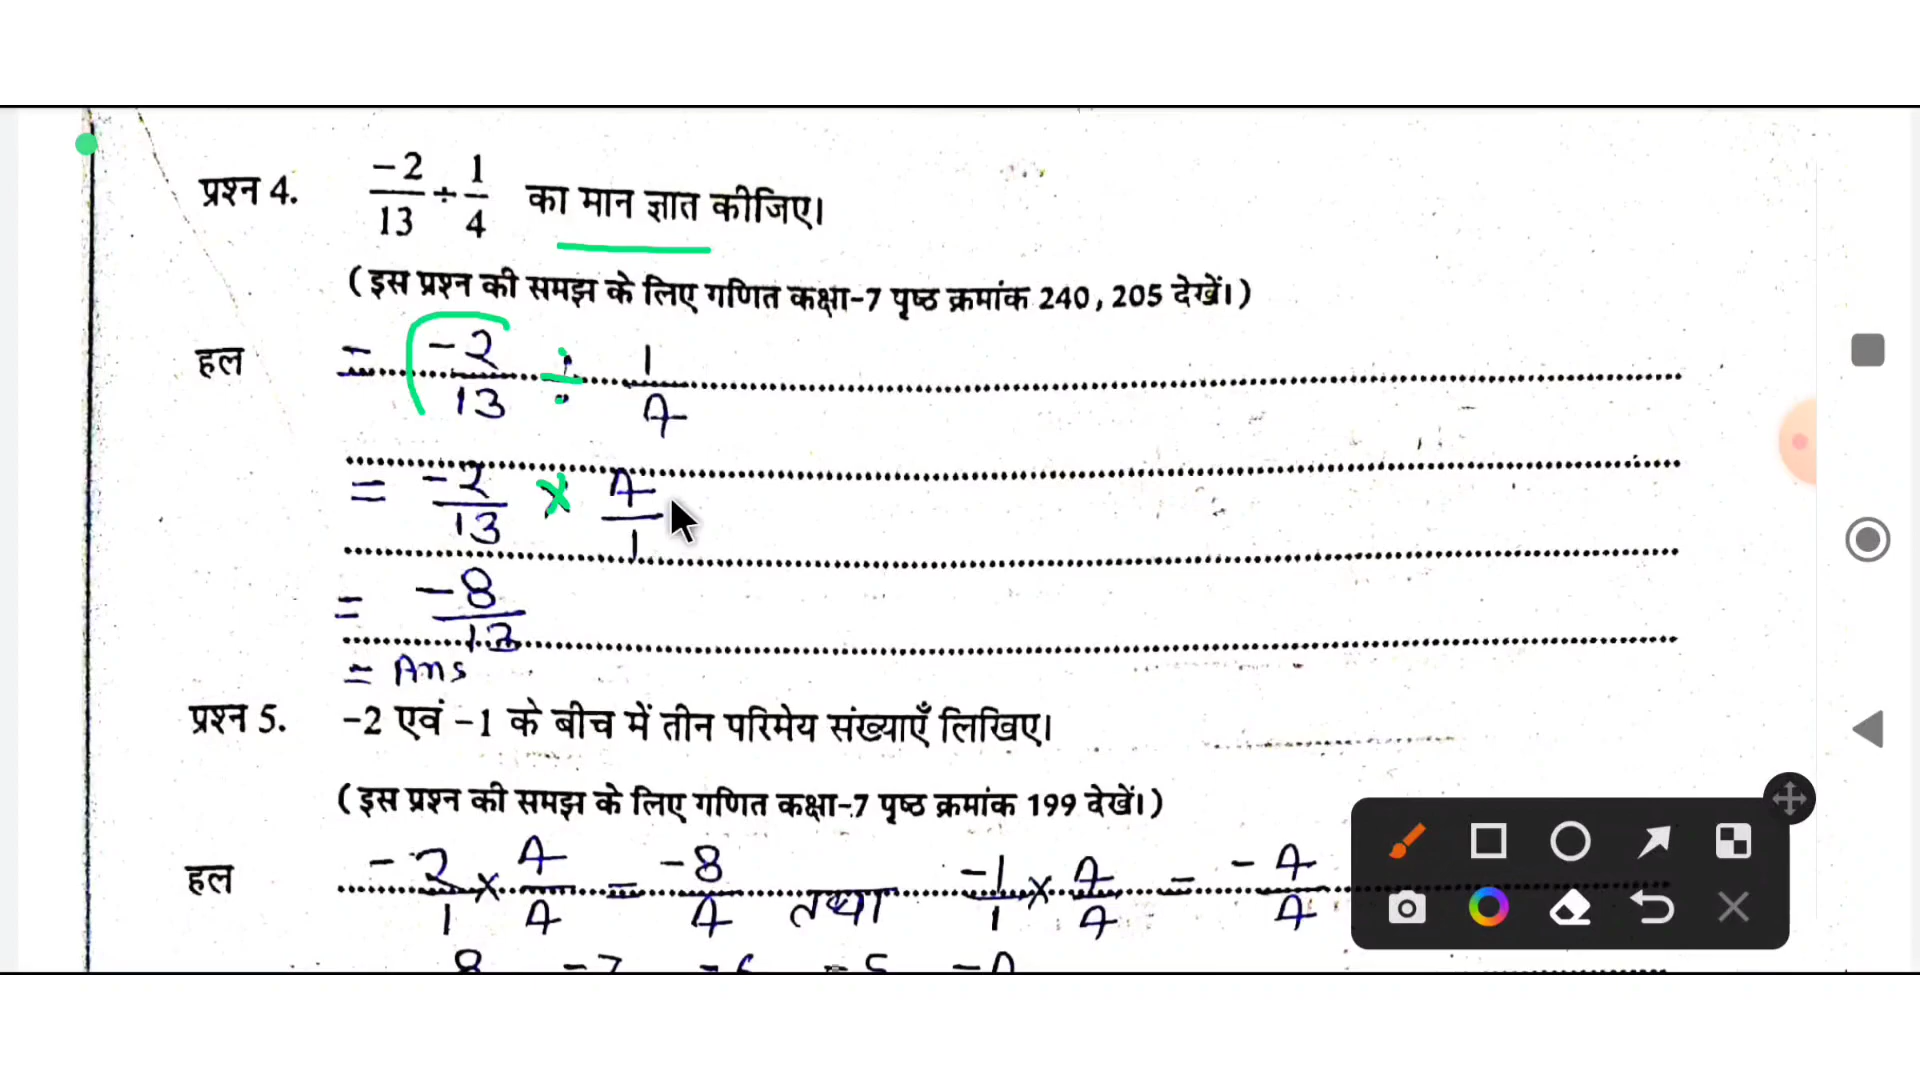 प्रश्न 4. -2/13 ÷ 1/4 का मान ज्ञात कीजिए।
(इस प्रश्न की समझ के लिए गणित कक्षा-7 पृष्ठ क्रमांक 240, 205 देखें।)
हल = -2/13 ÷ 1/4
= -2/13 × 4/1
= -8/13
= Ans
प्रश्न 5. -2 एवं -1 के बीच में तीन परिमेय संख्याएँ लिखिए।
(इस प्रश्न की समझ के लिए गणित कक्षा-7 पृष्ठ क्रमांक 199 देखें।)
हल -2/1 × 4/4 = -8/4 तथा -1/1 × 4/4 = -4/4